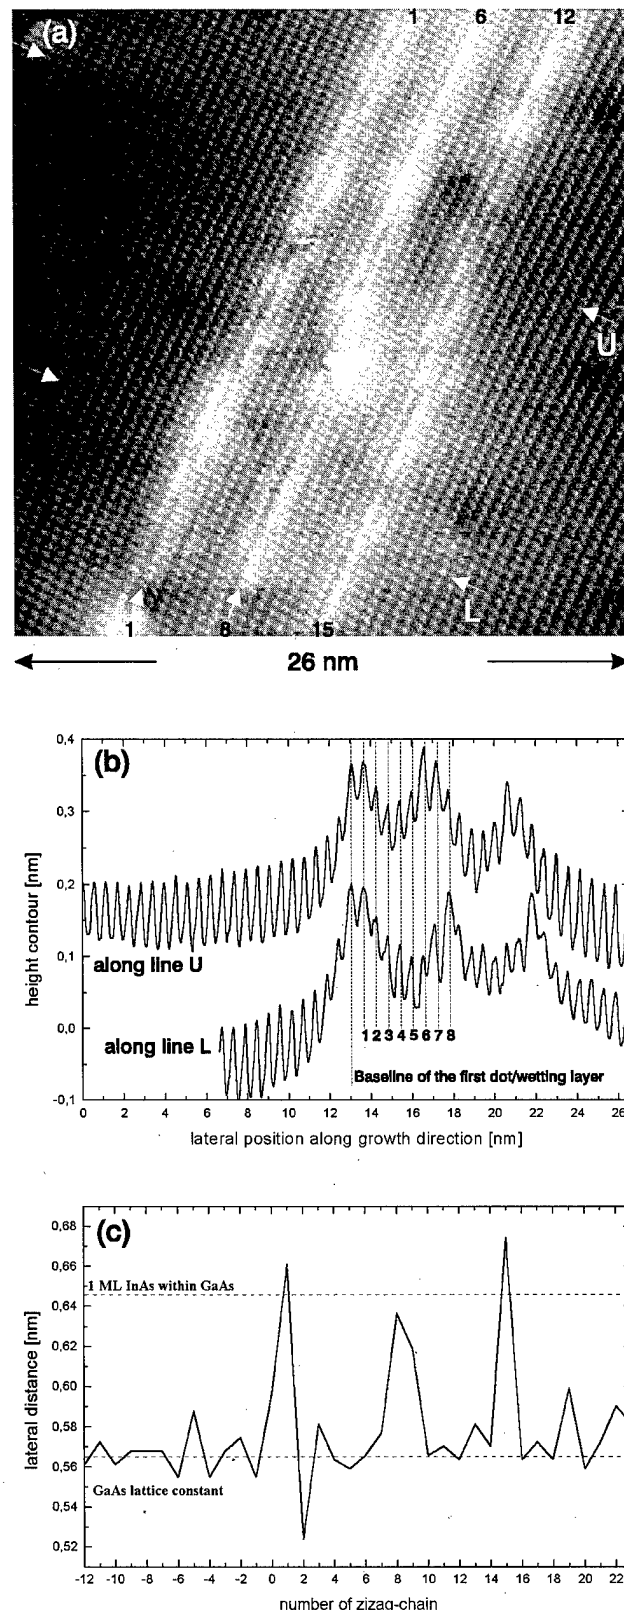 (a)
1 6 12
U
L
1 8 15
26 nm
(b)
0,4
0,3
0,2
0,1
0,0
-0,1
height contour [nm]
along line U
along line L
1 2 3 4 5 6 7 8
Baseline of the first dot/wetting layer
0 2 4 6 8 10 12 14 16 18 20 22 24 26
lateral position along growth direction [nm]
(c)
0,68
0,66
0,64
0,62
0,60
0,58
0,56
0,54
0,52
lateral distance [nm]
1 ML InAs within GaAs
GaAs lattice constant
-12 -10 -8 -6 -4 -2 0 2 4 6 8 10 12 14 16 18 20 22
number of zizag-chain